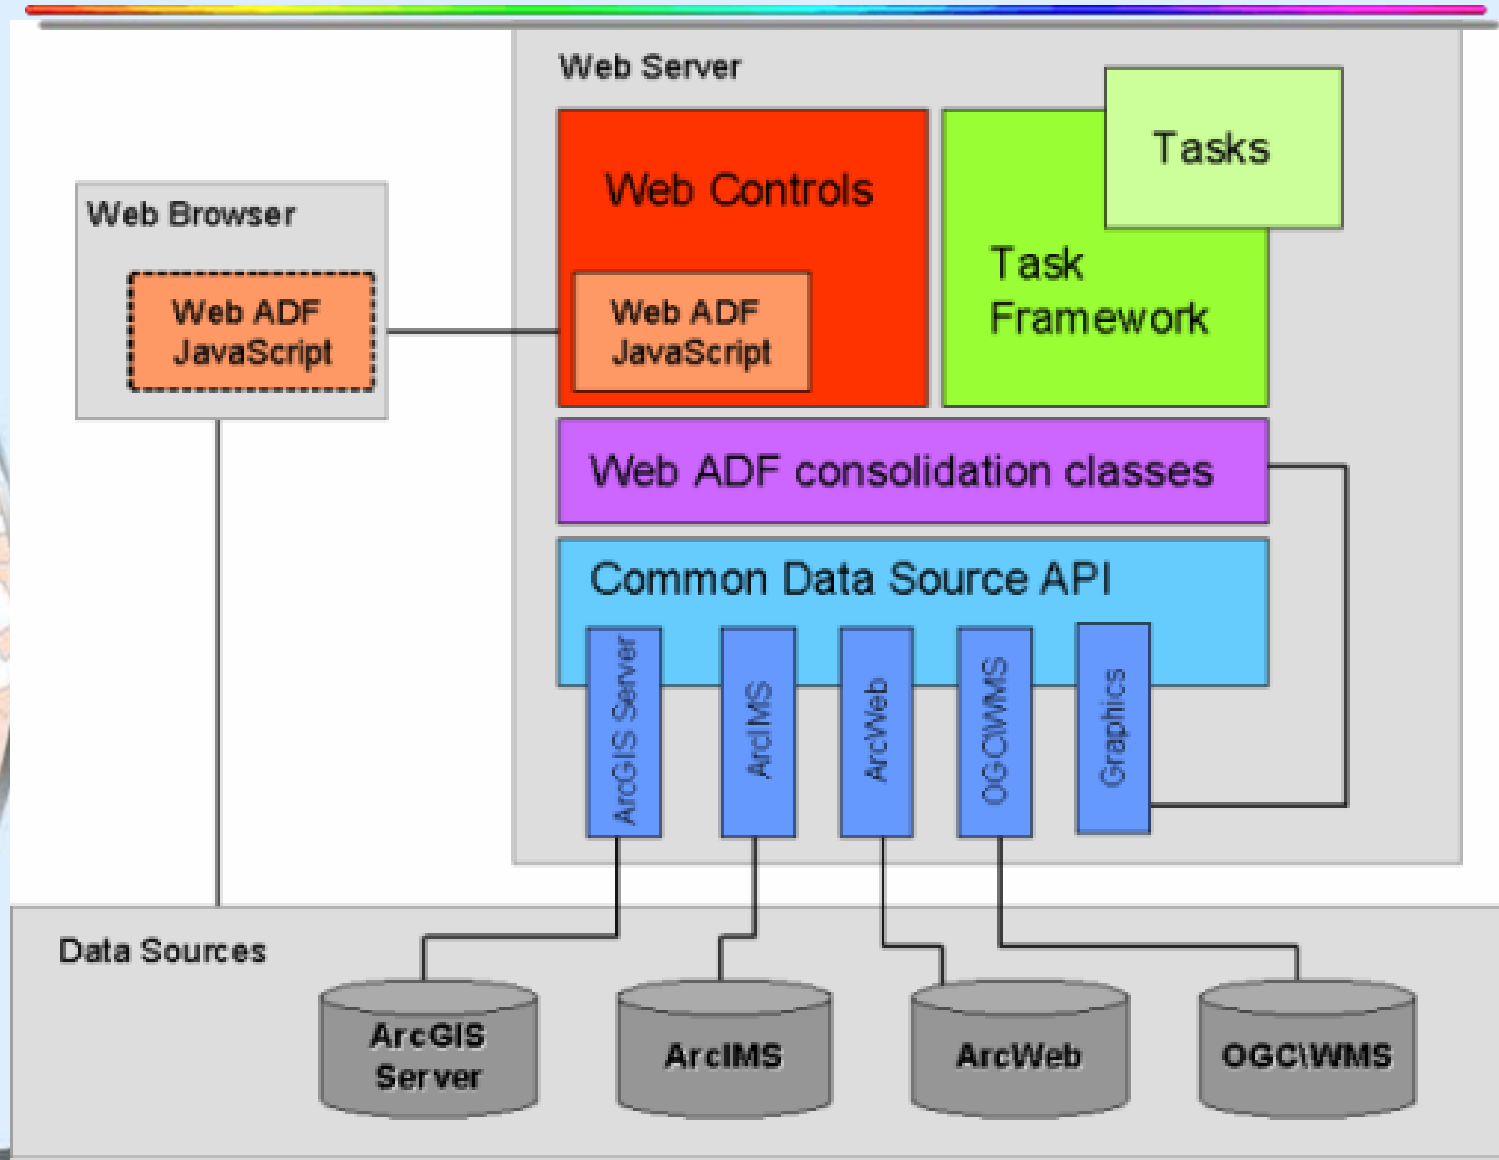 Web Server
Tasks
Web Controls
Web Browser
Task
Framework
Web ADF
JavaScript
Web ADF
JavaScript
Web ADF consolidation classes
Common Data Source API
ArcGIS Server
ArcIMS
ArcWeb
OGC\WMS
Graphics
Data Sources
ArcGIS
Server
ArcIMS
ArcWeb
OGC\WMS